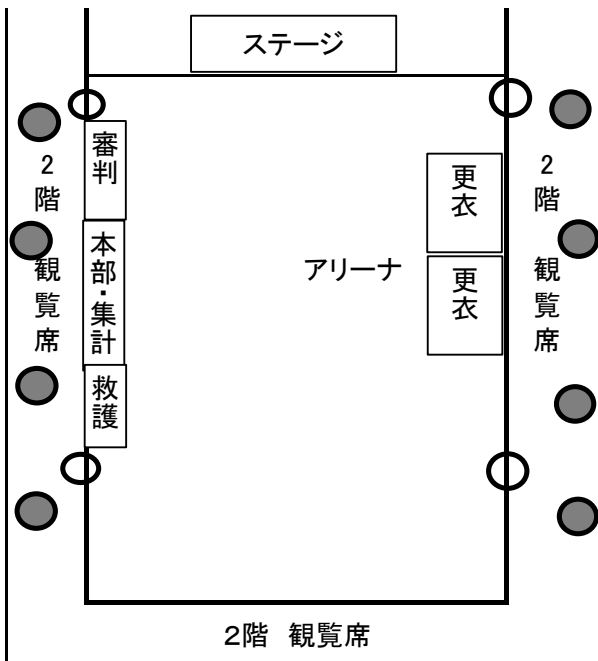 ステージ
審判
2階 観覧席
本部・集計
救護
アリーナ
更衣
更衣
2階 観覧席
2階 観覧席